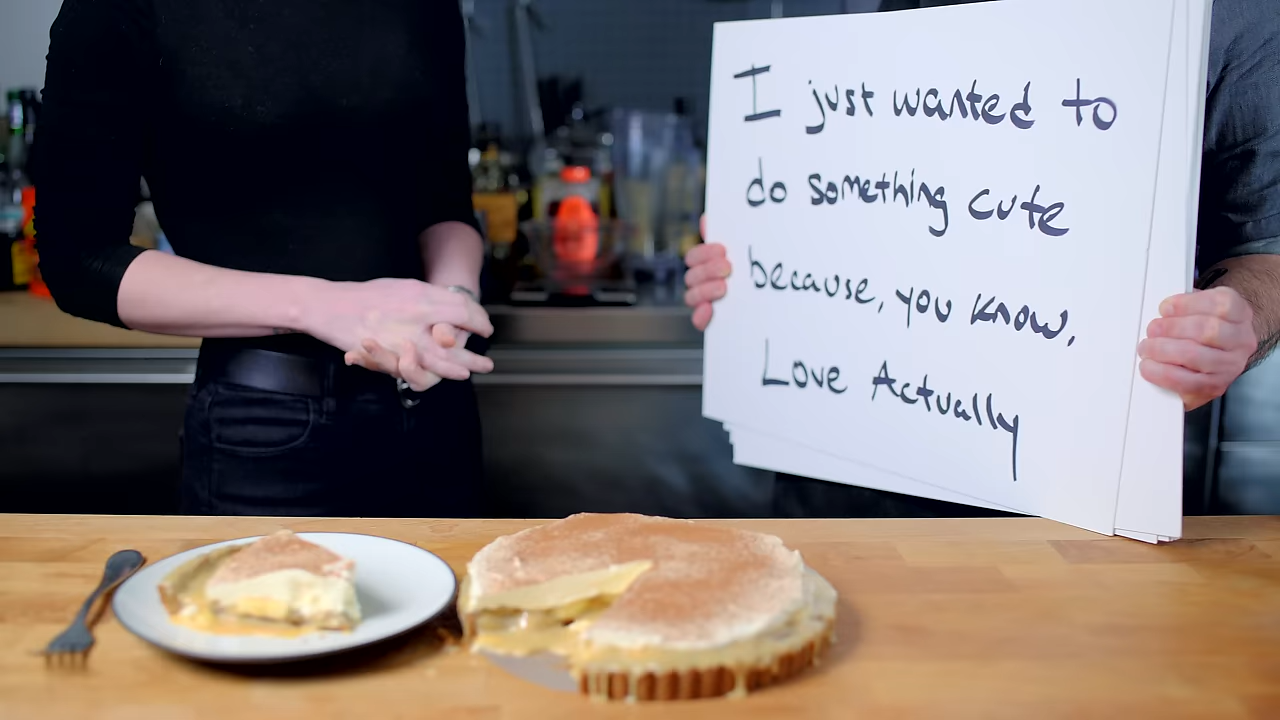 I just wanted to
do something cute
because, you know,
Love Actually